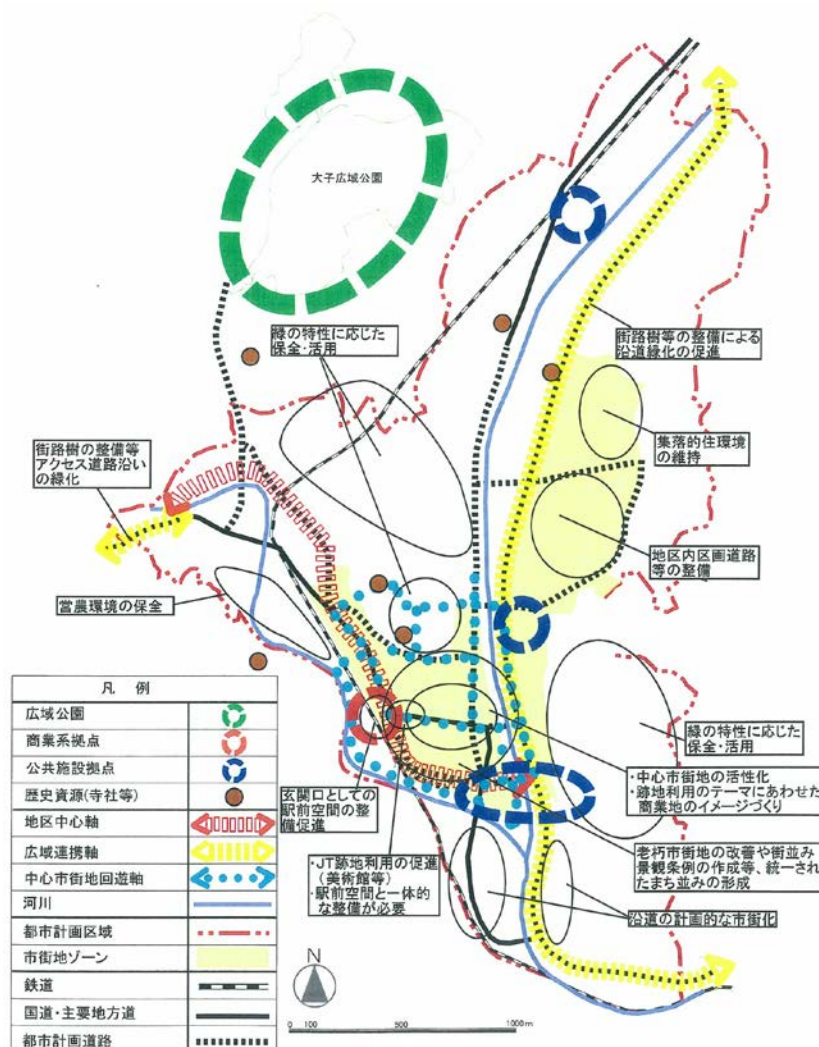 大子広域公園
緑の特性に応じた
保全・活用
街路樹等の整備による
沿道緑化の促進
街路樹の整備等
アクセス道路沿い
の緑化
集落的住環境
の維持
地区内区画道路
等の整備
営農環境の保全
緑の特性に応じた
保全・活用
・中心市街地の活性化
・跡地利用のテーマにあわせた
商業地のイメージづくり
玄関口としての
駅前空間の整
備促進
・JT跡地利用の促進
(美術館等)
・駅前空間と一体的
な整備が必要
老朽市街地の改善や街並み
景観条例の作成等、統一され
たまち並みの形成
沿道の計画的な市街化
凡 例
広域公園
商業系拠点
公共施設拠点
歴史資源(寺社等)
地区中心軸
広域連携軸
中心市街地回遊軸
河川
都市計画区域
市街地ゾーン
鉄道
国道・主要地方道
都市計画道路
N
0 100 500 1000m